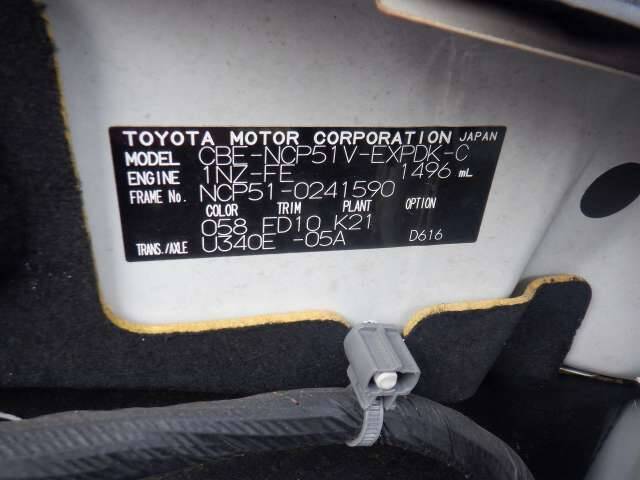 TOYOTA MOTOR CORPORATION JAPAN
MODEL CBE-NCP51V-EXPDK-C
ENGINE 1NZ-FE 1496 mL
FRAME No. NCP51-0241590
COLOR TRIM PLANT OPTION
058 FD10 K21
TRANS./AXLE U340E -05A D616